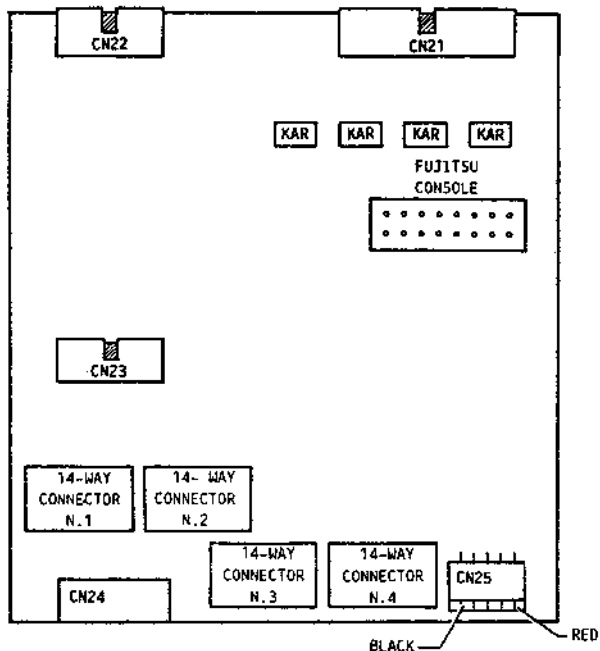 CN22
CN21
KAR KAR KAR KAR
FUJITSU
CONSOLE
CN23
14-WAY
CONNECTOR
N.1
14- WAY
CONNECTOR
N.2
14-WAY
CONNECTOR
N.3
14-WAY
CONNECTOR
N.4
CN24
CN25
BLACK
RED